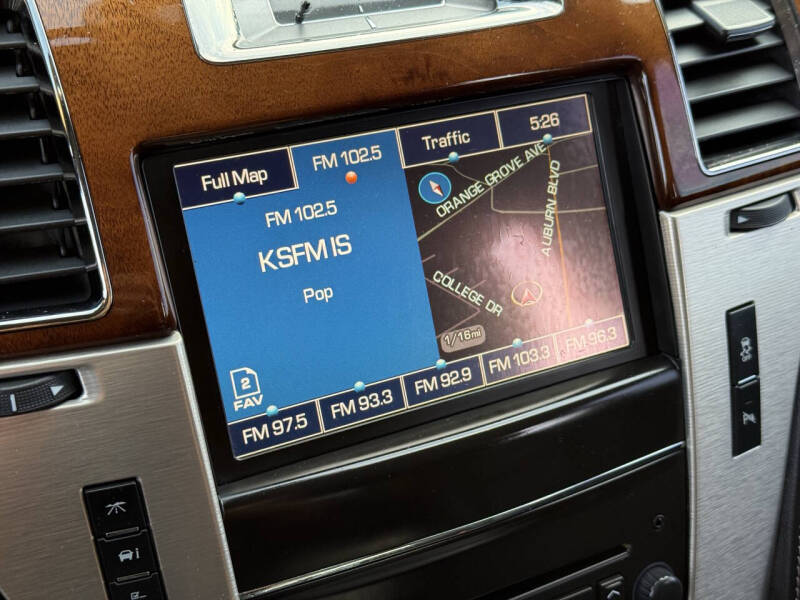 Full Map
FM 102.5
Traffic
5:26
FM 102.5
KSFM IS
Pop
ORANGE GROVE AVE
AUBURN BLVD
COLLEGE DR
1/16mi
2
FAV
FM 97.5
FM 93.3
FM 92.9
FM 103.3
FM 96.3